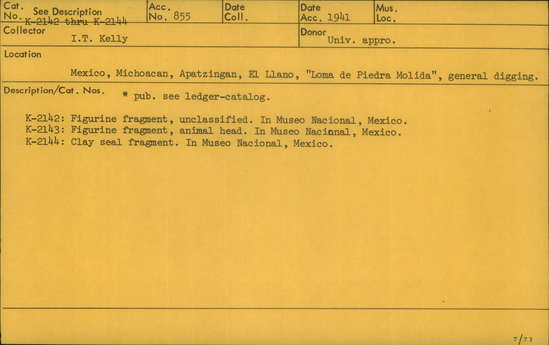 Cat. No. See Description K-2142 thru K-2144 Acc. No. 855 Date Coll. Date Acc. 1941 Mus. Loc.
Collector I.T. Kelly Donor Univ. appro.
Location
Mexico, Michoacan, Apatzingan, El Llano, "Loma de Piedra Molida", general digging.
Description/Cat. Nos. * pub. see ledger-catalog.
K-2142: Figurine fragment, unclassified. In Museo Nacional, Mexico.
K-2143: Figurine fragment, animal head. In Museo Nacional, Mexico.
K-2144: Clay seal fragment. In Museo Nacional, Mexico.